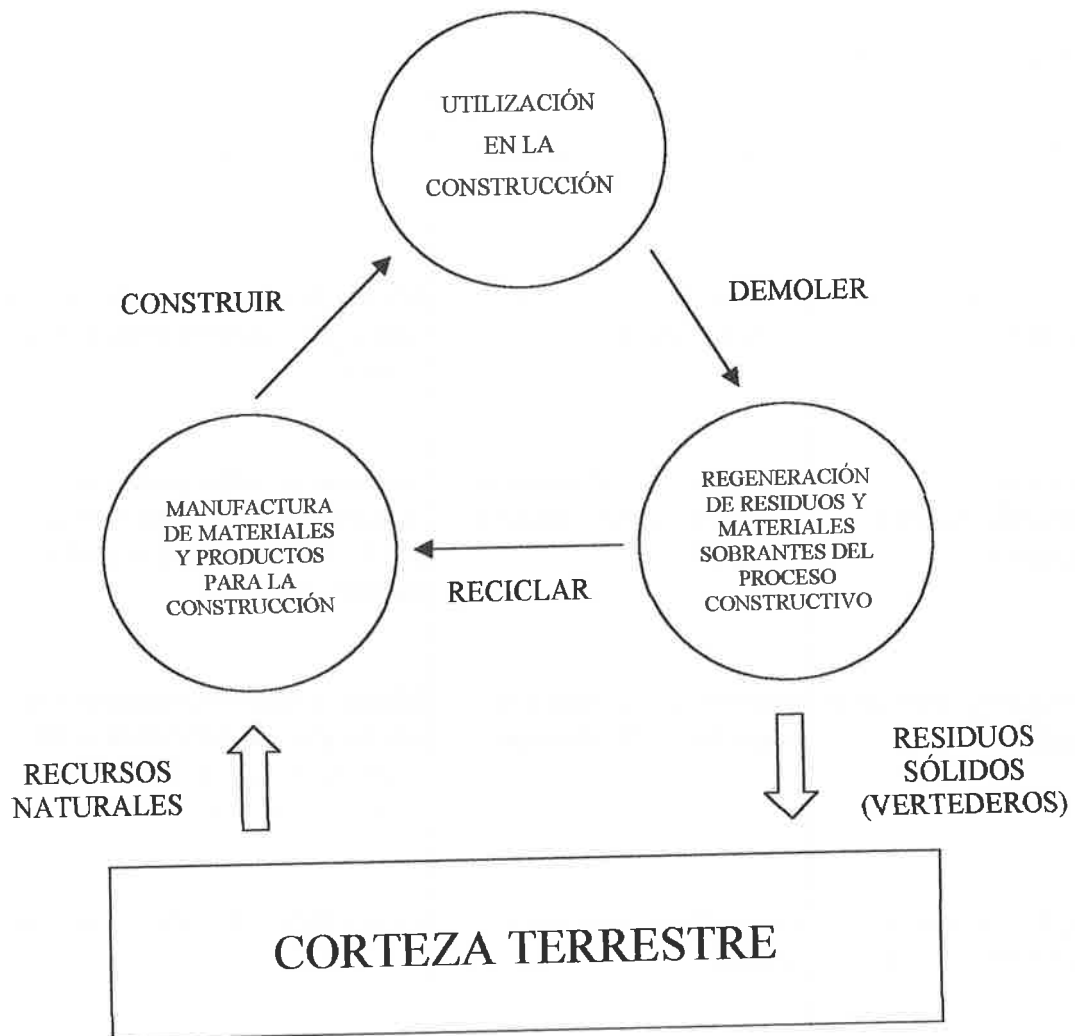 UTILIZACIÓN
EN LA
CONSTRUCCIÓN
CONSTRUIR
DEMOLER
MANUFACTURA
DE MATERIALES
Y PRODUCTOS
PARA LA
CONSTRUCCIÓN
REGENERACIÓN
DE RESIDUOS Y
MATERIALES
SOBRANTES DEL
PROCESO
CONSTRUCTIVO
RECICLAR
RECURSOS
NATURALES
RESIDUOS
SÓLIDOS
(VERTEDEROS)
CORTEZA TERRESTRE